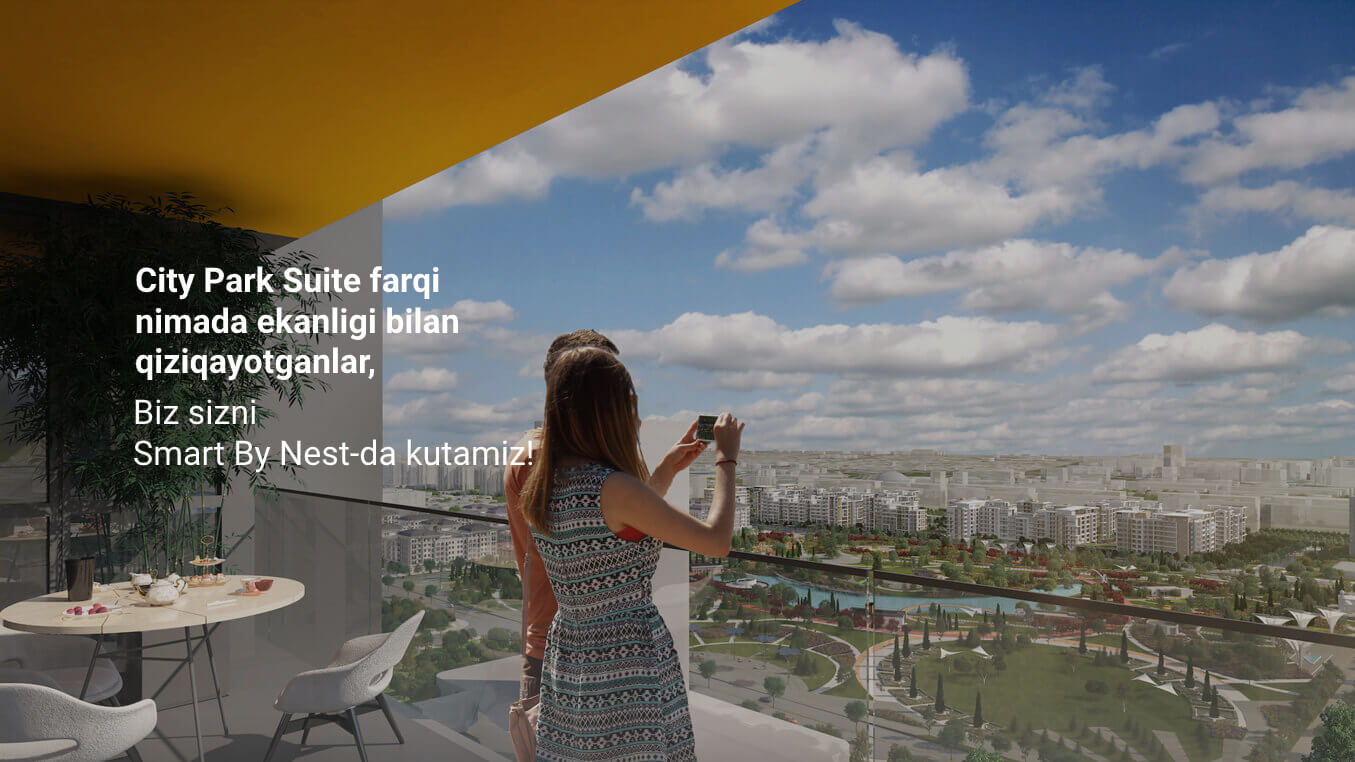 City Park Suite farqi
nimada ekanligi bilan
qiziqayotganlar,
Biz sizni
Smart By Nest-da kutamiz!